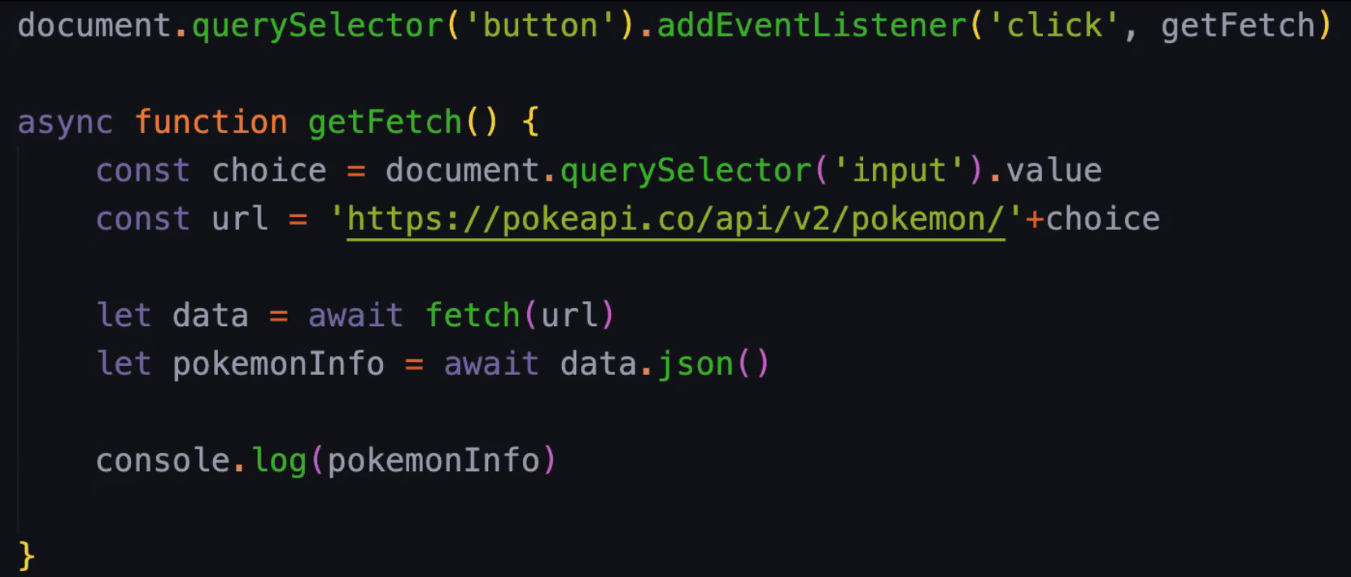 document.querySelector('button').addEventListener('click', getFetch)
async function getFetch() {
const choice = document.querySelector('input').value
const url = 'https://pokeapi.co/api/v2/pokemon/'+choice
let data = await fetch(url)
let pokemonInfo = await data.json()
console.log(pokemonInfo)
}